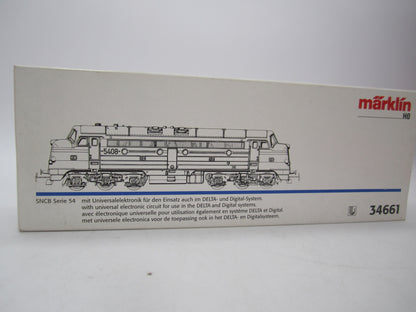 märklin
H0
-5408-
SNCB Serie 54 mit Universalelektronik für den Einsatz auch im DELTA- und Digital-System.
with universal electronic circuit for use in the DELTA and Digital systems.
avec électronique universelle pour utilisation également en système DELTA et Digital.
met universele electronica voor de toepassing ook in het DELTA- en Digitalsysteem.
34661